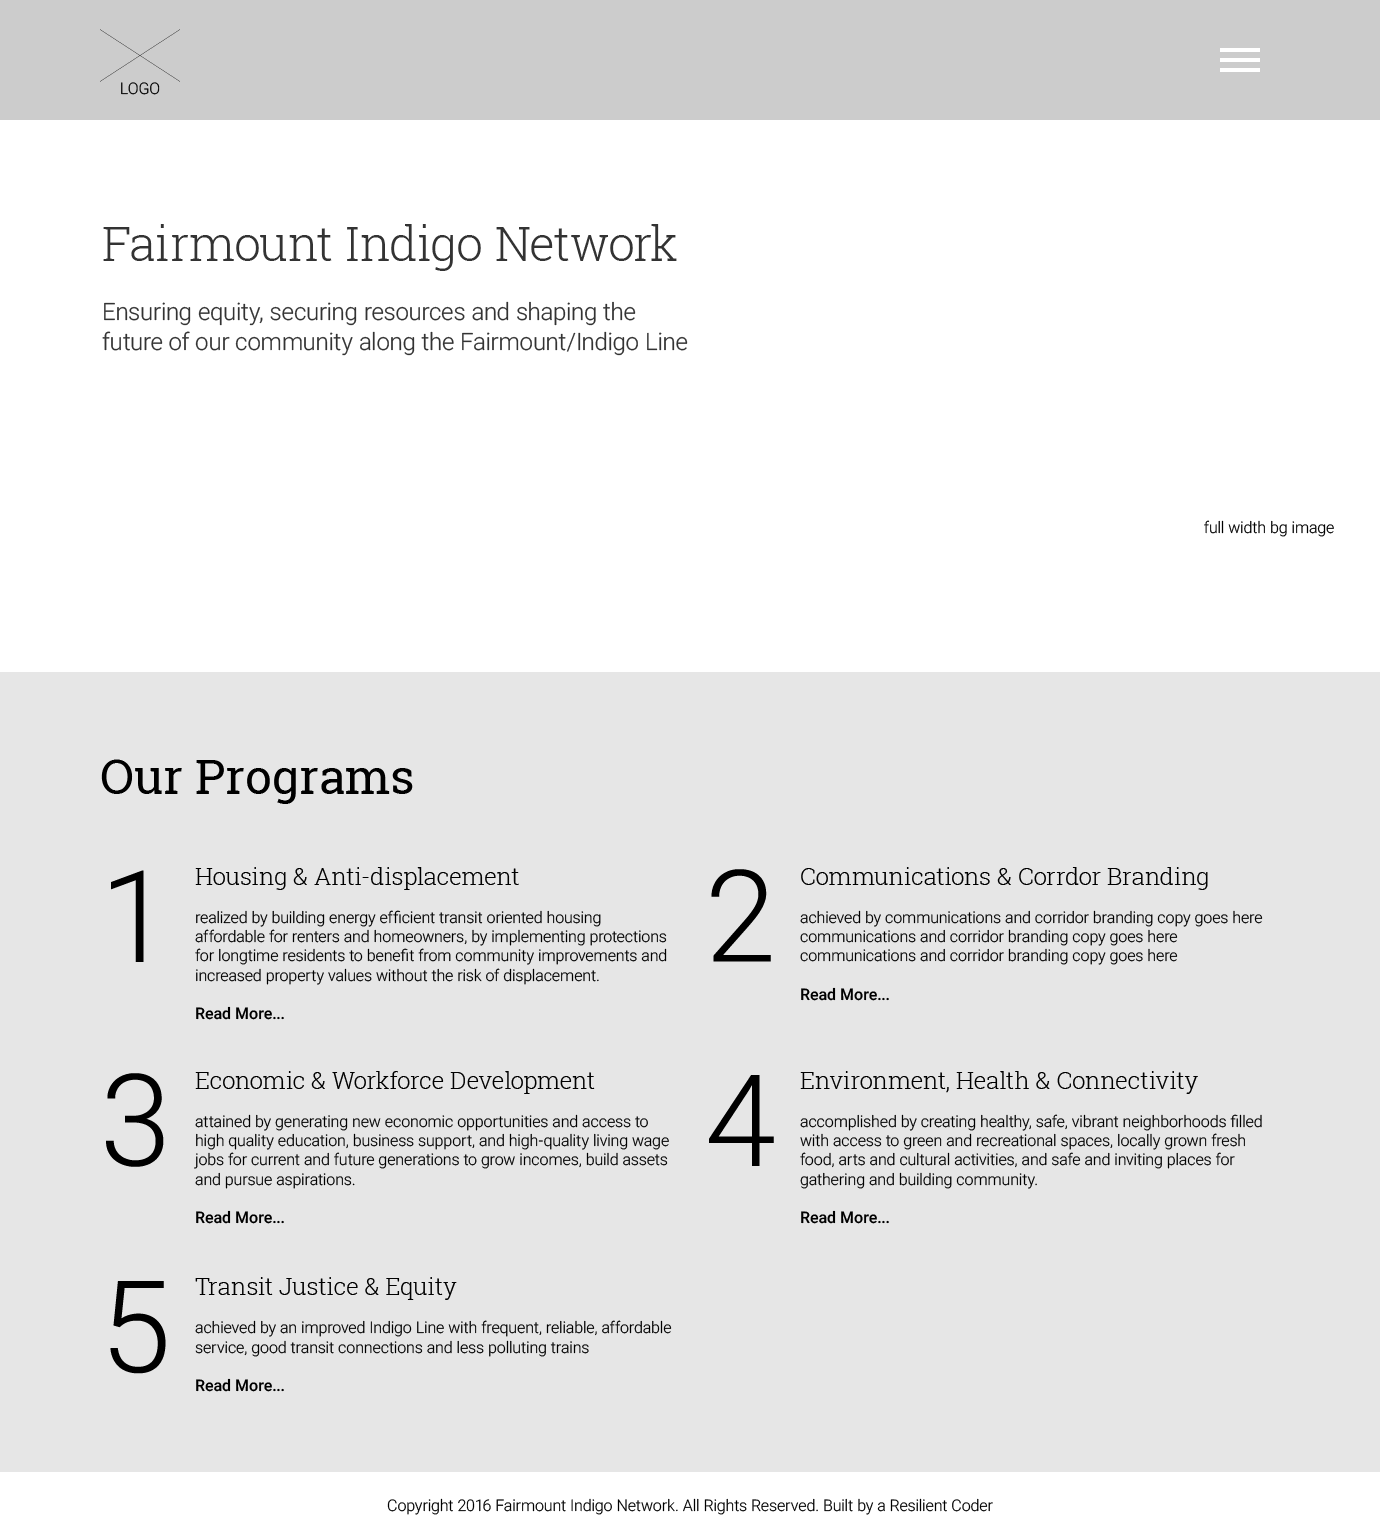 LOGO
Fairmount Indigo Network
Ensuring equity, securing resources and shaping the
future of our community along the Fairmount/Indigo Line
full width bg image
Our Programs
1
Housing & Anti-displacement
realized by building energy efficient transit oriented housing
affordable for renters and homeowners, by implementing protections
for longtime residents to benefit from community improvements and
increased property values without the risk of displacement.
Read More...
2
Communications & Corrdor Branding
achieved by communications and corridor branding copy goes here
communications and corridor branding copy goes here
communications and corridor branding copy goes here
Read More...
3
Economic & Workforce Development
attained by generating new economic opportunities and access to
high quality education, business support, and high-quality living wage
jobs for current and future generations to grow incomes, build assets
and pursue aspirations.
Read More...
4
Environment, Health & Connectivity
accomplished by creating healthy, safe, vibrant neighborhoods filled
with access to green and recreational spaces, locally grown fresh
food, arts and cultural activities, and safe and inviting places for
gathering and building community.
Read More...
5
Transit Justice & Equity
achieved by an improved Indigo Line with frequent, reliable, affordable
service, good transit connections and less polluting trains
Read More...
Copyright 2016 Fairmount Indigo Network. All Rights Reserved. Built by a Resilient Coder